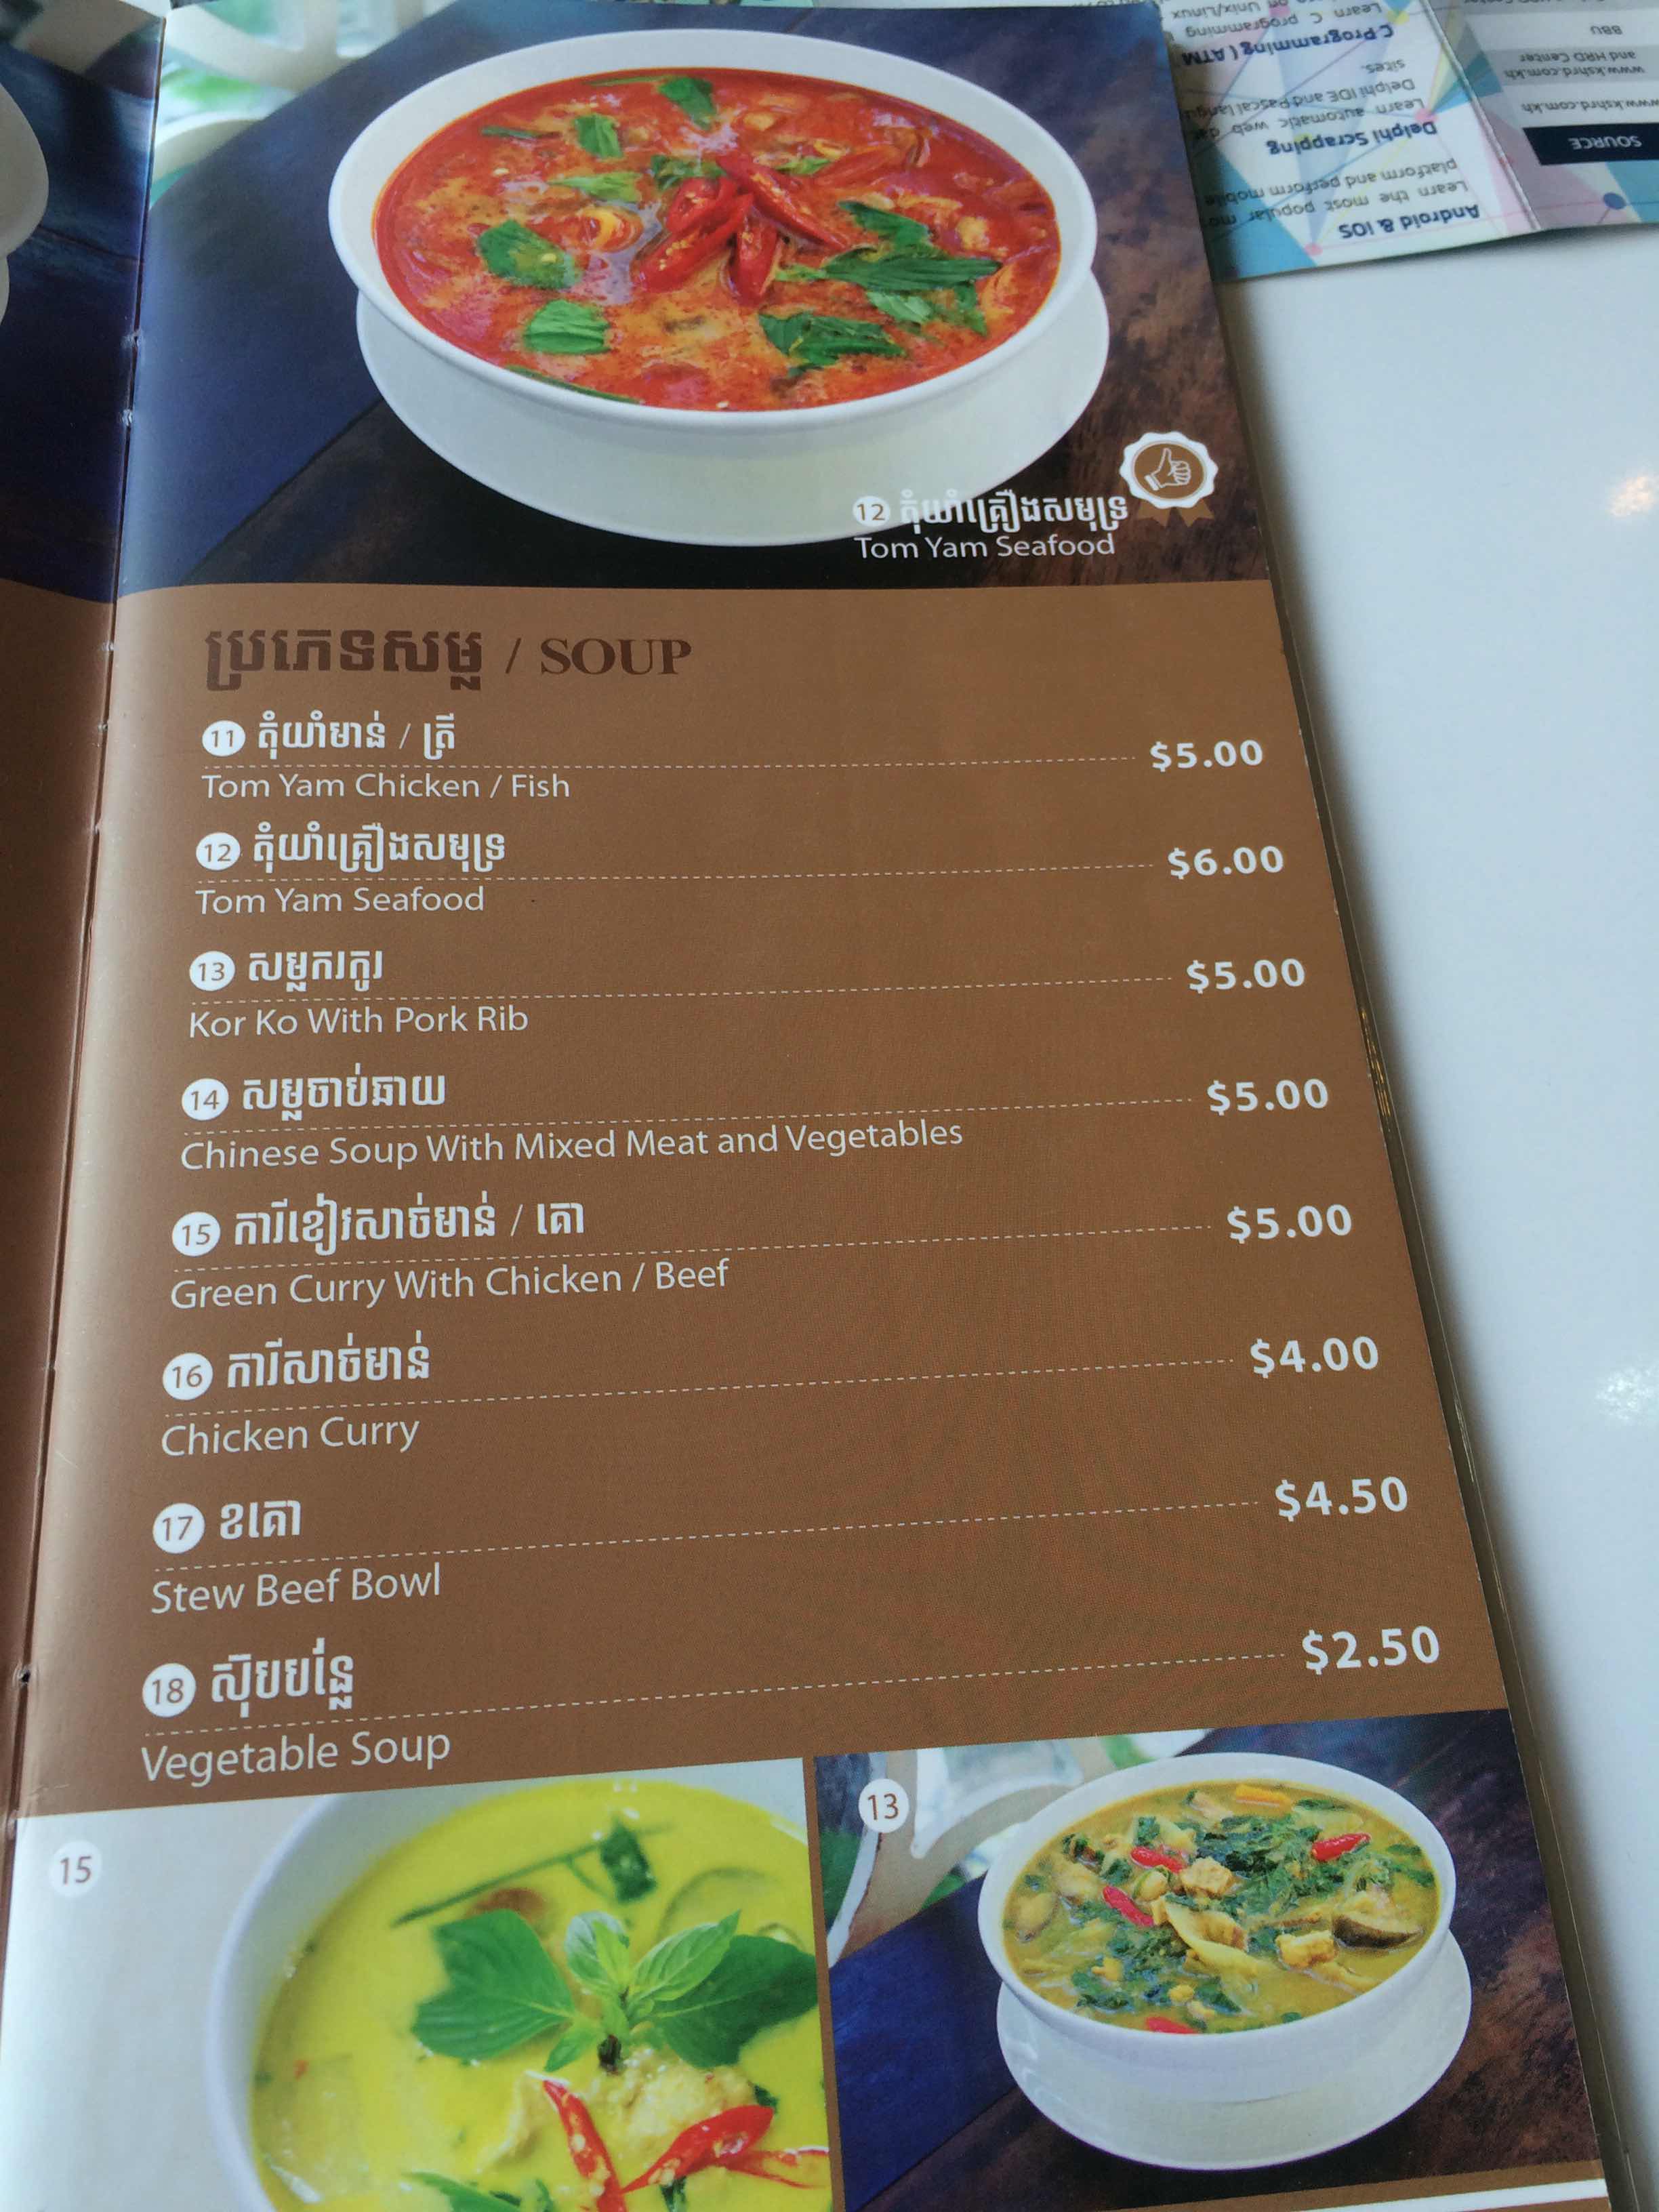 12 តុំយាំគ្រឿងសមុទ្រ
Tom Yam Seafood
ប្រភេទសម្ល / SOUP
11 តុំយាំមាន់ / ត្រី
$5.00
Tom Yam Chicken / Fish
12 តុំយាំគ្រឿងសមុទ្រ
$6.00
Tom Yam Seafood
13 សម្លកករកូរ
$5.00
Kor Ko With Pork Rib
14 សម្លចាប់ឆាយ
$5.00
Chinese Soup With Mixed Meat and Vegetables
15 ការីខៀវសាច់មាន់ / គោ
$5.00
Green Curry With Chicken / Beef
16 ការីសាច់មាន់
$4.00
Chicken Curry
17 ខគោ
$4.50
Stew Beef Bowl
18 ស៊ុបបន្លែ
$2.50
Vegetable Soup
15
13
Android & IOS
Learn the most popular
platform and perform mobile
Delphi Scrapping
Learn automatic web
Delphi IDE and Pascal
sites.
C Programming (ATM
Learn C programming
on Unix/Linux
SOURCE
www.kshrd.com.kh
www.kshrd.com.kh
and HRD Center
BBU